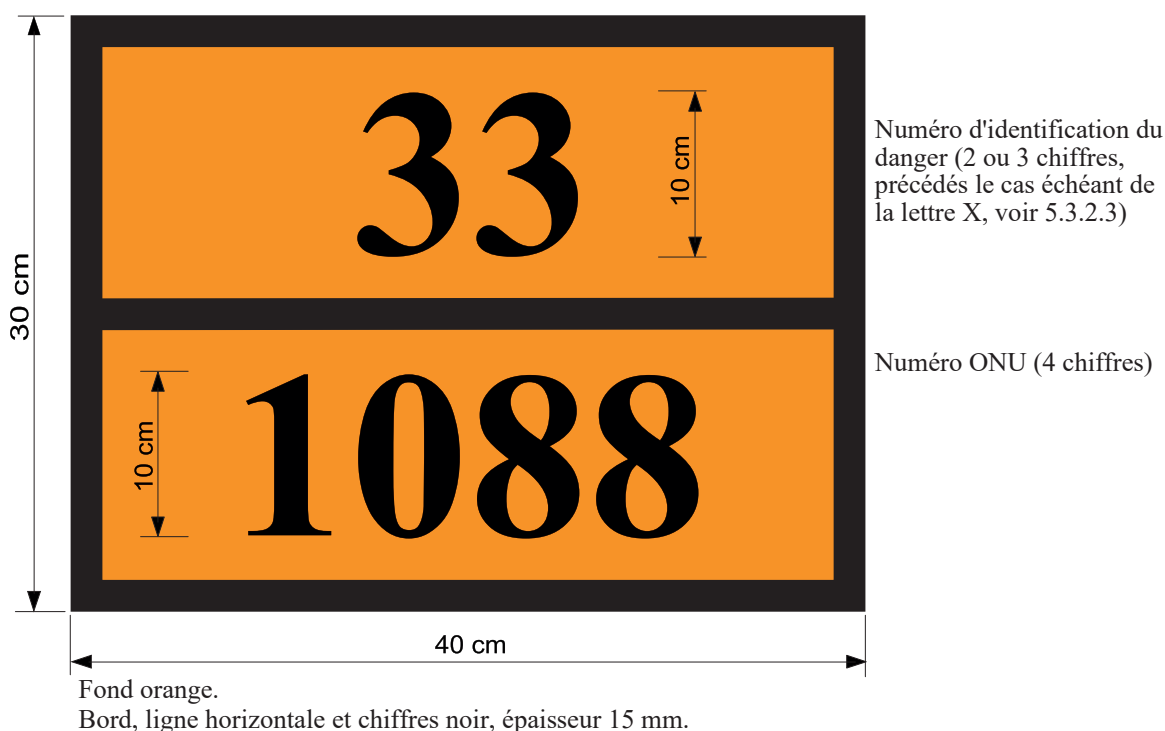 33
10 cm
Numéro d'identification du
danger (2 ou 3 chiffres,
précédés le cas échéant de
la lettre X, voir 5.3.2.3)
30 cm
Numéro ONU (4 chiffres)
10 cm
1088
40 cm
Fond orange.
Bord, ligne horizontale et chiffres noir, épaisseur 15 mm.